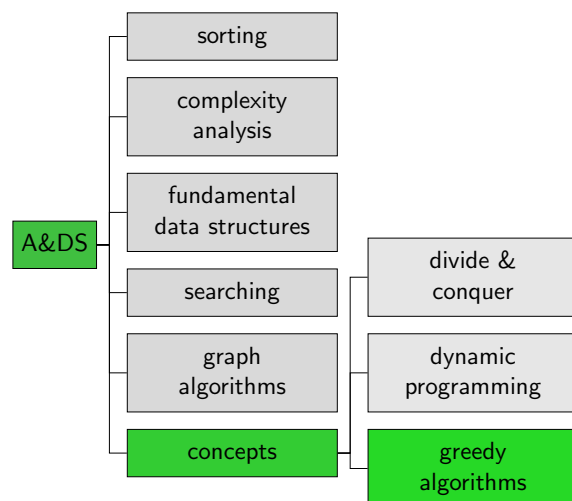 sorting
complexity
analysis
fundamental
data structures
A&DS
searching
divide &
conquer
graph
algorithms
dynamic
programming
concepts
greedy
algorithms